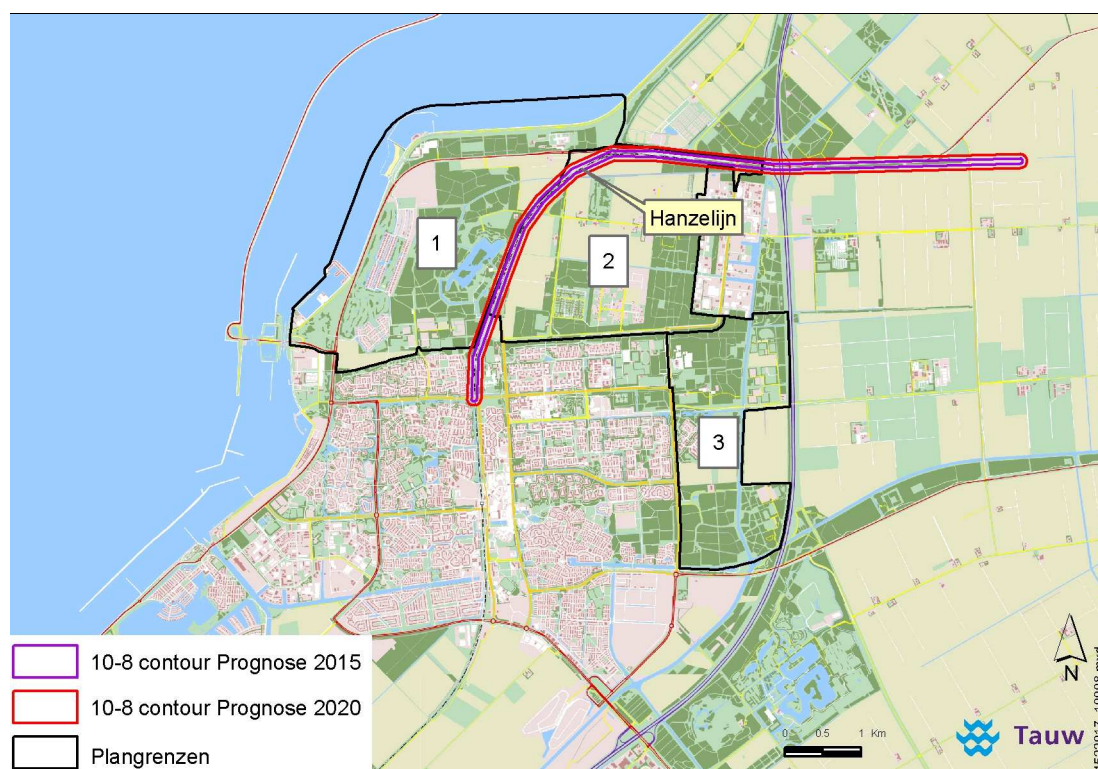 Hanzelijn
1
2
3
10-8 contour Prognose 2015
10-8 contour Prognose 2020
Plangrenzen
0 0.5 1 Km
N
Tauw